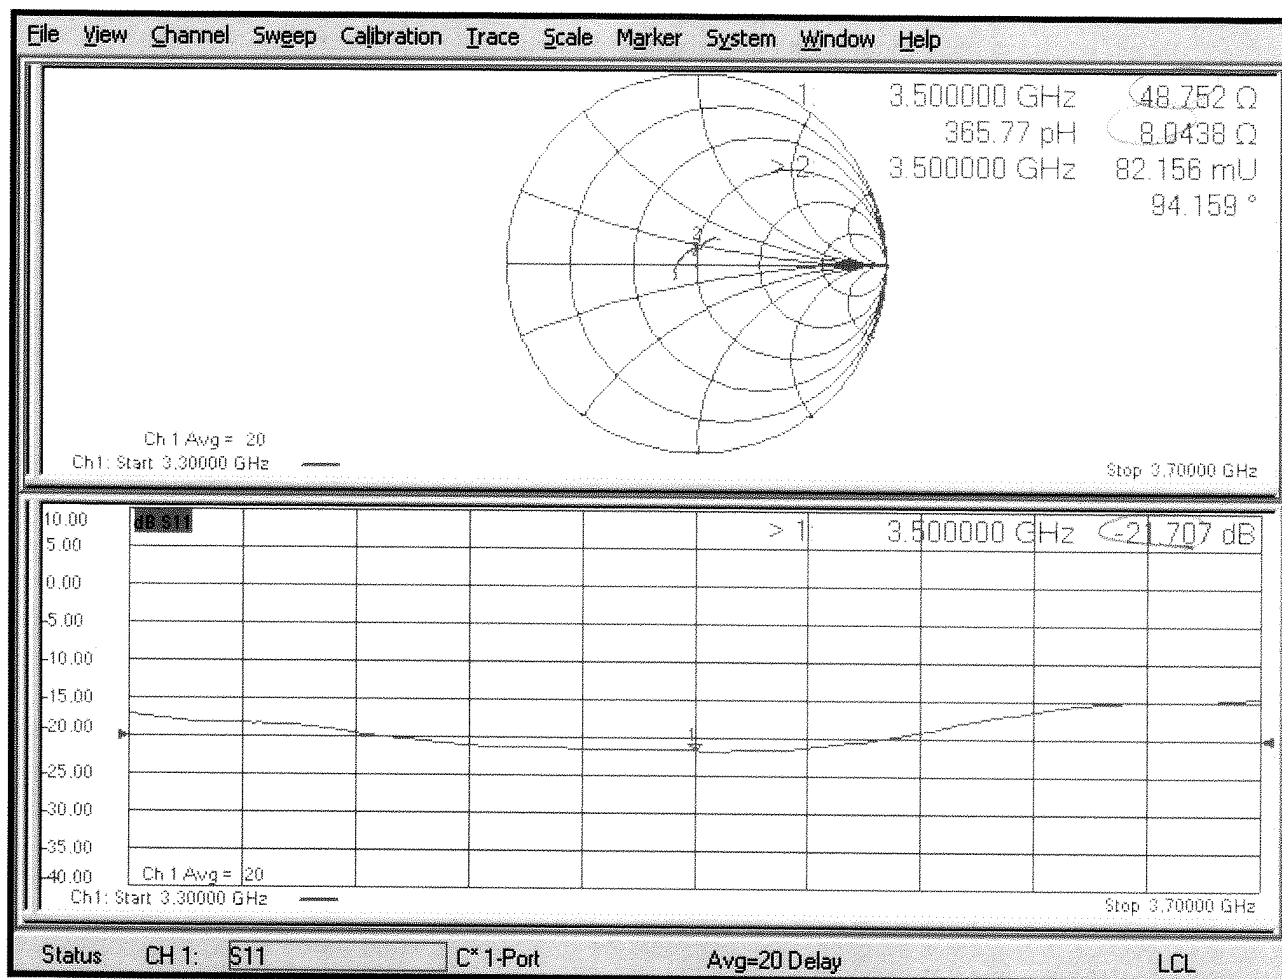 File View Channel Sweep Calibration Trace Scale Marker System Window Help
1: 3.500000 GHz 48.752 Ω
365.77 pH 8.0438 Ω
> 2: 3.500000 GHz 82.156 mU
94.159 °
2
Ch 1 Avg = 20
Ch1: Start 3.30000 GHz Stop 3.70000 GHz
10.00 dB S11 > 1: 3.500000 GHz -21.707 dB
5.00
0.00
-5.00
-10.00
-15.00
-20.00 1
-25.00
-30.00
-35.00
-40.00 Ch 1 Avg = 20
Ch1: Start 3.30000 GHz Stop 3.70000 GHz
Status CH 1: S11 C* 1-Port Avg=20 Delay LCL